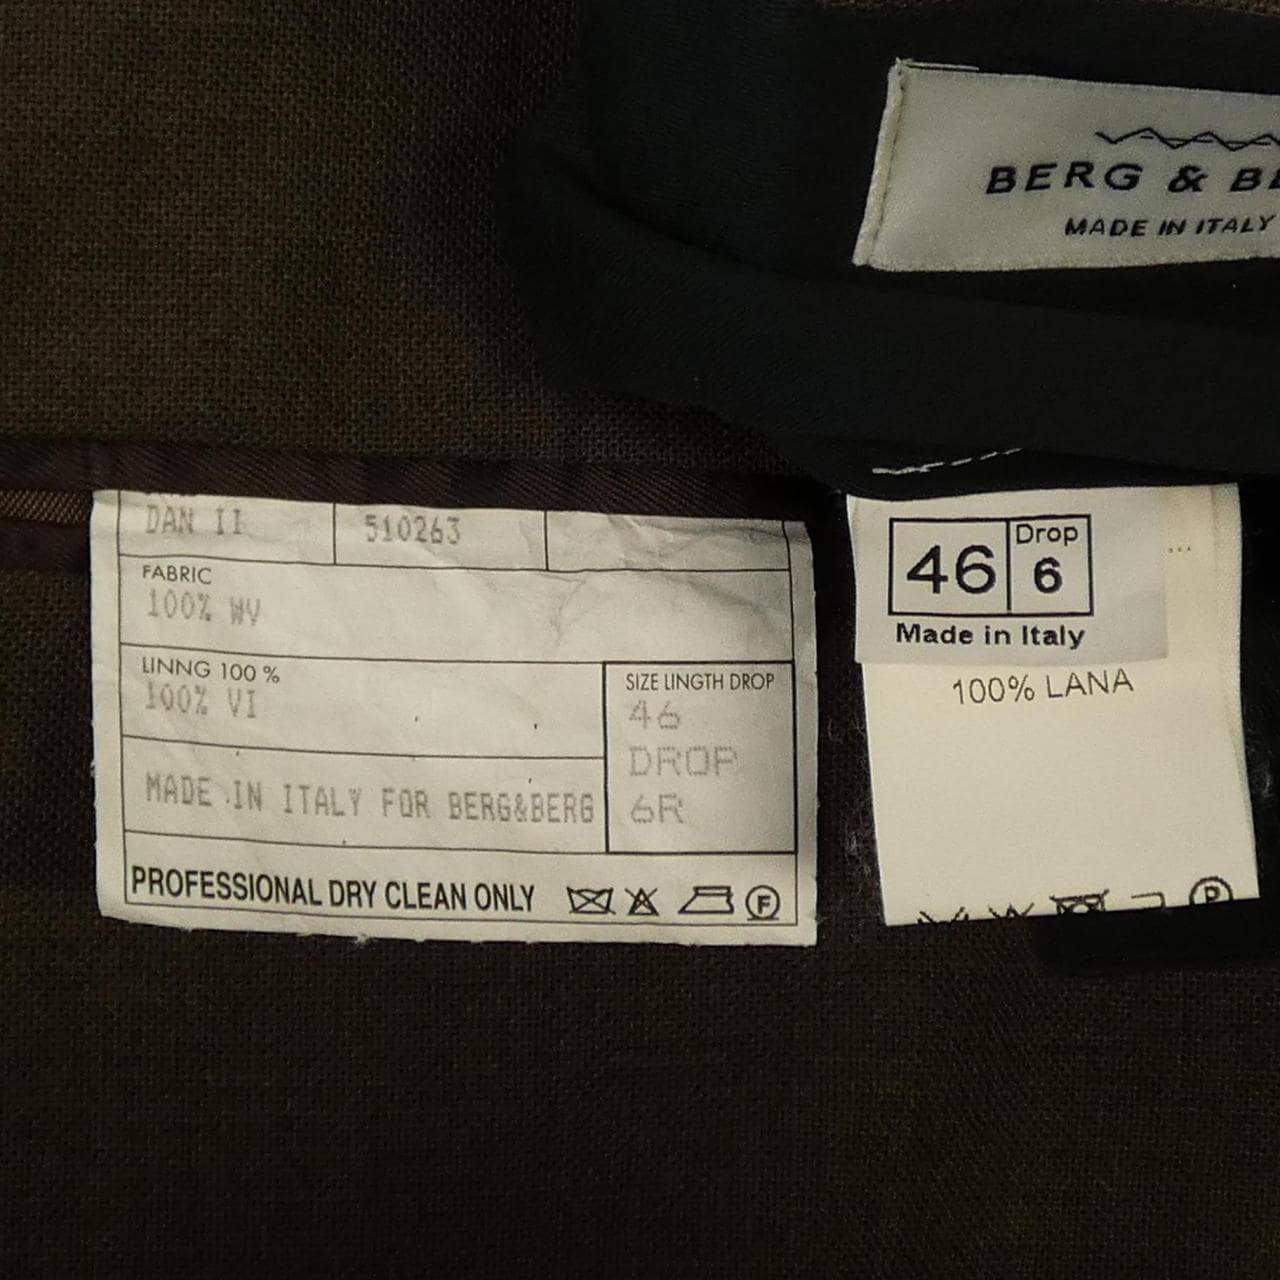 BERG & BE
MADE IN ITALY
DAN II 510263
FABRIC
100% WV
LINNG 100 %
100% VI
MADE IN ITALY FOR BERG&BERG
SIZE LINGTH DROP
46
DROP
6R
PROFESSIONAL DRY CLEAN ONLY F
46 Drop 6
Made in Italy
100% LANA
P